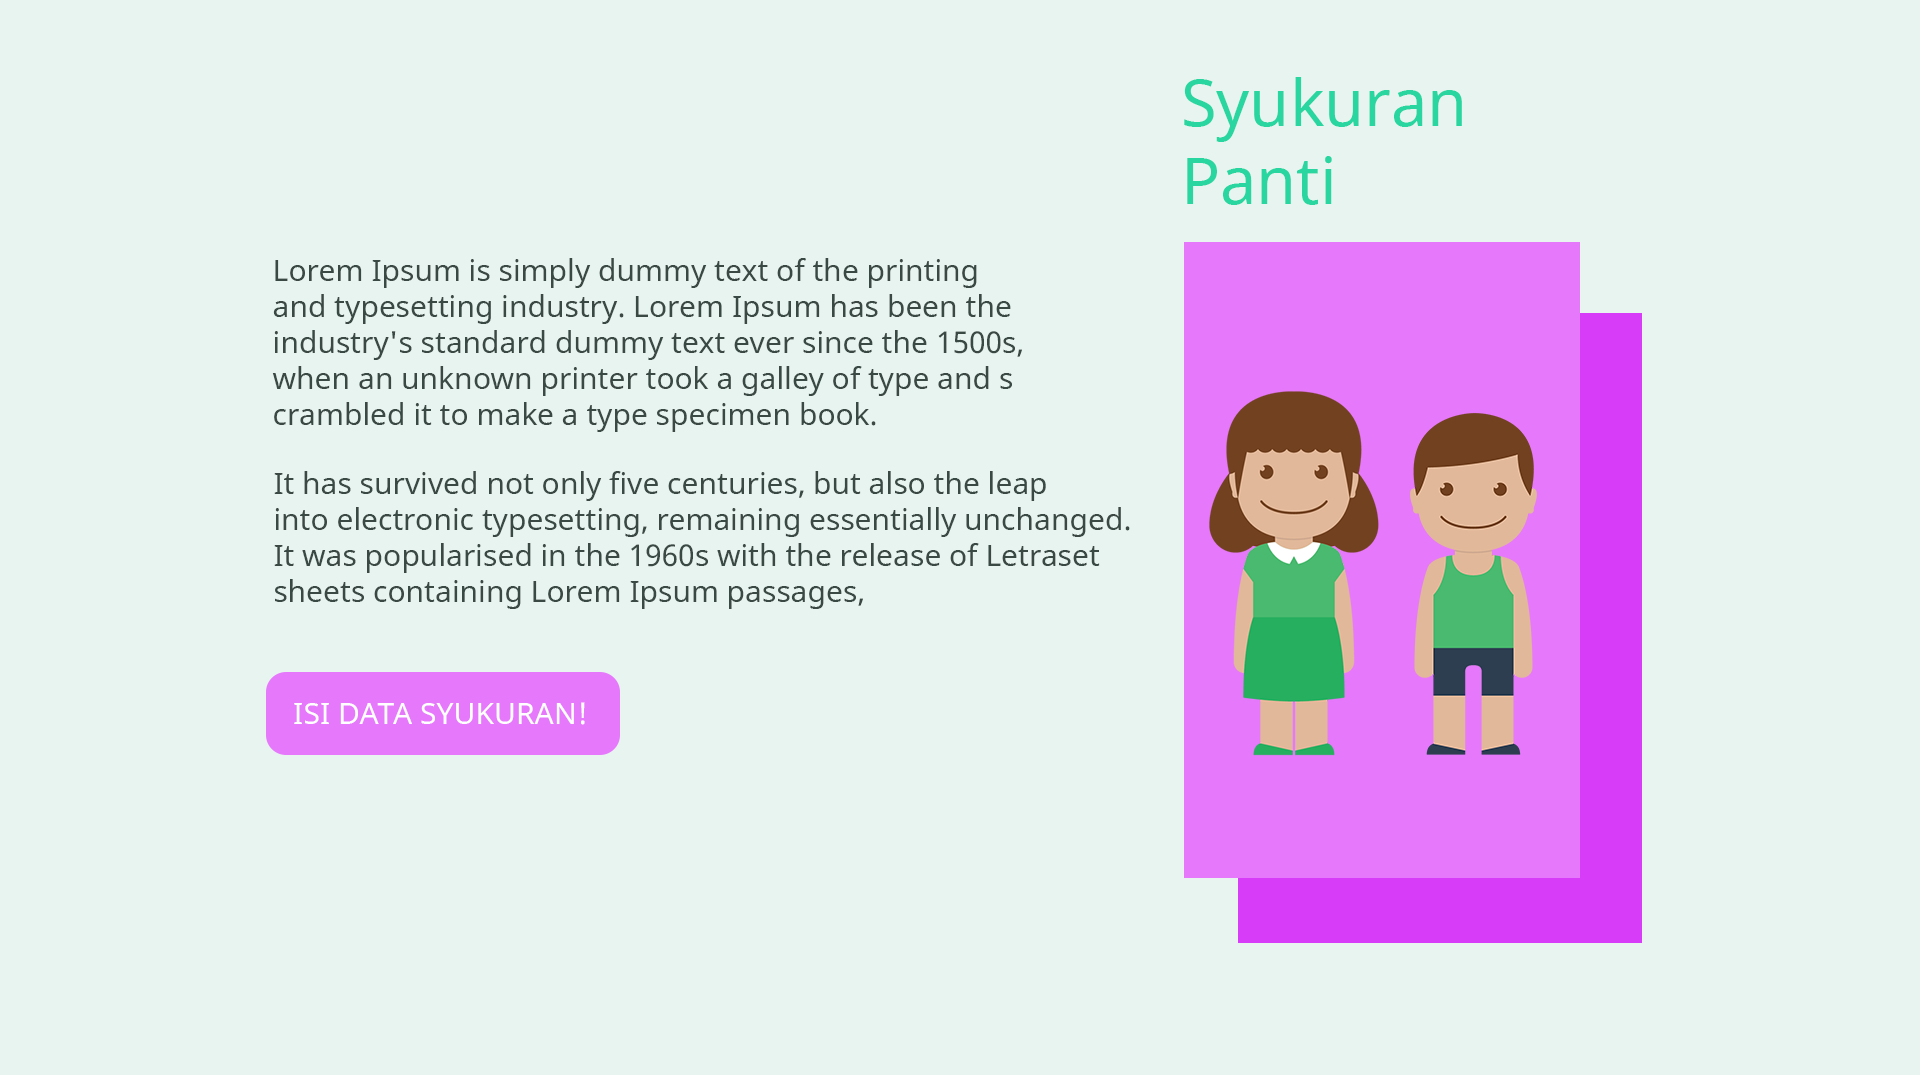 Syukuran
Panti
Lorem Ipsum is simply dummy text of the printing
and typesetting industry. Lorem Ipsum has been the
industry's standard dummy text ever since the 1500s,
when an unknown printer took a galley of type and s
crambled it to make a type specimen book.
It has survived not only five centuries, but also the leap
into electronic typesetting, remaining essentially unchanged.
It was popularised in the 1960s with the release of Letraset
sheets containing Lorem Ipsum passages,
ISI DATA SYUKURAN!